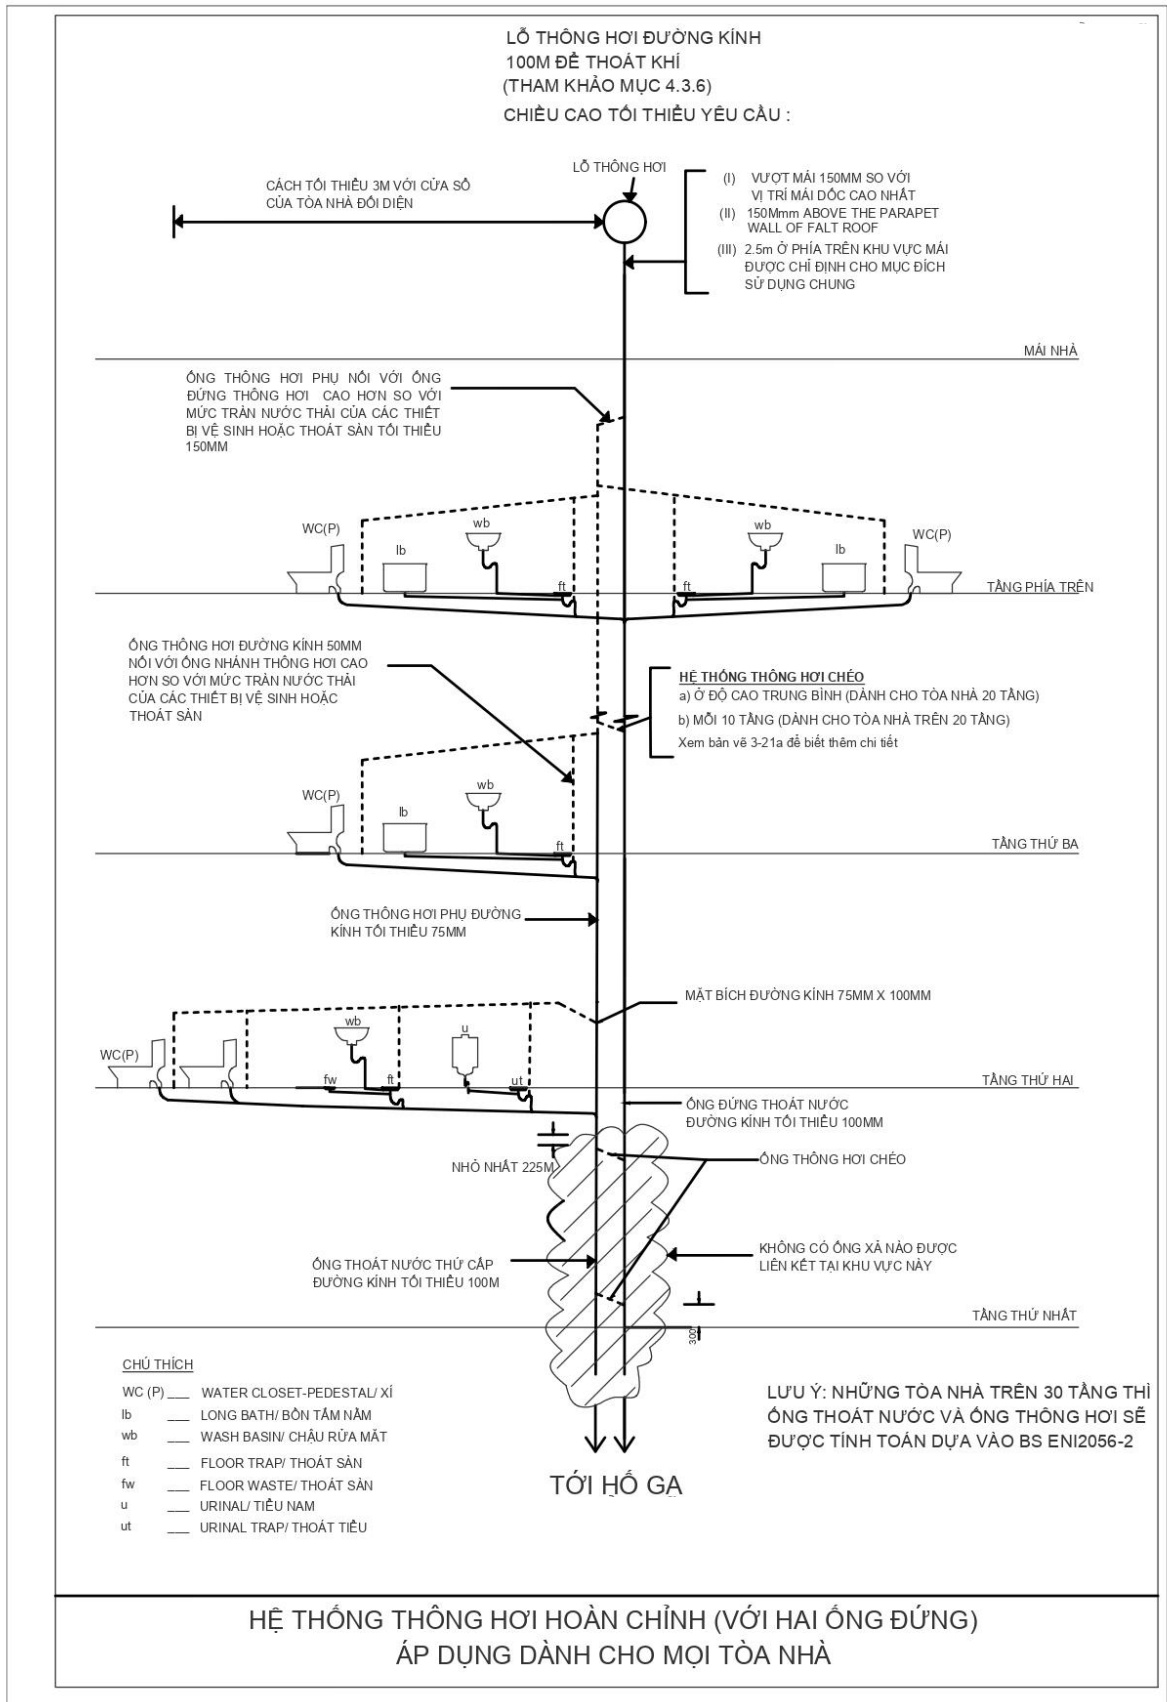 LỖ THÔNG HƠI ĐƯỜNG KÍNH
100M ĐỂ THOÁT KHÍ
(THAM KHẢO MỤC 4.3.6)
CHIỀU CAO TỐI THIỂU YÊU CẦU :
LỖ THÔNG HƠI
CÁCH TỐI THIỂU 3M VỚI CỬA SỔ
CỦA TÒA NHÀ ĐỐI DIỆN
(I) VƯỢT MÁI 150MM SO VỚI
VỊ TRÍ MÁI DỐC CAO NHẤT
(II) 150Mmm ABOVE THE PARAPET
WALL OF FALT ROOF
(III) 2.5m Ở PHÍA TRÊN KHU VỰC MÁI
ĐƯỢC CHỈ ĐỊNH CHO MỤC ĐÍCH
SỬ DỤNG CHUNG
MÁI NHÀ
ỐNG THÔNG HƠI PHỤ NỐI VỚI ỐNG
ĐỨNG THÔNG HƠI CAO HƠN SO VỚI
MỨC TRÀN NƯỚC THẢI CỦA CÁC THIẾT
BỊ VỆ SINH HOẶC THOÁT SÀN TỐI THIỂU
150MM
WC(P)
lb
wb
ft
ft
wb
lb
WC(P)
TẦNG PHÍA TRÊN
ỐNG THÔNG HƠI ĐƯỜNG KÍNH 50MM
NỐI VỚI ỐNG NHÁNH THÔNG HƠI CAO
HƠN SO VỚI MỨC TRÀN NƯỚC THẢI
CỦA CÁC THIẾT BỊ VỆ SINH HOẶC
THOÁT SÀN
HỆ THỐNG THÔNG HƠI CHÉO
a) Ở ĐỘ CAO TRUNG BÌNH (DÀNH CHO TÒA NHÀ 20 TẦNG)
b) MỖI 10 TẦNG (DÀNH CHO TÒA NHÀ TRÊN 20 TẦNG)
Xem bản vẽ 3-21a để biết thêm chi tiết
WC(P)
lb
wb
ft
TẦNG THỨ BA
ỐNG THÔNG HƠI PHỤ ĐƯỜNG
KÍNH TỐI THIỂU 75MM
MẶT BÍCH ĐƯỜNG KÍNH 75MM X 100MM
WC(P)
wb
u
fw
ft
ut
TẦNG THỨ HAI
ỐNG ĐỨNG THOÁT NƯỚC
ĐƯỜNG KÍNH TỐI THIỂU 100MM
NHỎ NHẤT 225M
ỐNG THÔNG HƠI CHÉO
ỐNG THOÁT NƯỚC THỨ CẤP
ĐƯỜNG KÍNH TỐI THIỂU 100M
KHÔNG CÓ ỐNG XẢ NÀO ĐƯỢC
LIÊN KẾT TẠI KHU VỰC NÀY
300
TẦNG THỨ NHẤT
CHÚ THÍCH
WC (P) ___ WATER CLOSET-PEDESTAL/ XÍ
lb ___ LONG BATH/ BỒN TẮM NẰM
wb ___ WASH BASIN/ CHẬU RỬA MẶT
ft ___ FLOOR TRAP/ THOÁT SÀN
fw ___ FLOOR WASTE/ THOÁT SÀN
u ___ URINAL/ TIỂU NAM
ut ___ URINAL TRAP/ THOÁT TIỂU
LƯU Ý: NHỮNG TÒA NHÀ TRÊN 30 TẦNG THÌ
ỐNG THOÁT NƯỚC VÀ ỐNG THÔNG HƠI SẼ
ĐƯỢC TÍNH TOÁN DỰA VÀO BS ENI2056-2
TỚI HỐ GA
HỆ THỐNG THÔNG HƠI HOÀN CHỈNH (VỚI HAI ỐNG ĐỨNG)
ÁP DỤNG DÀNH CHO MỌI TÒA NHÀ